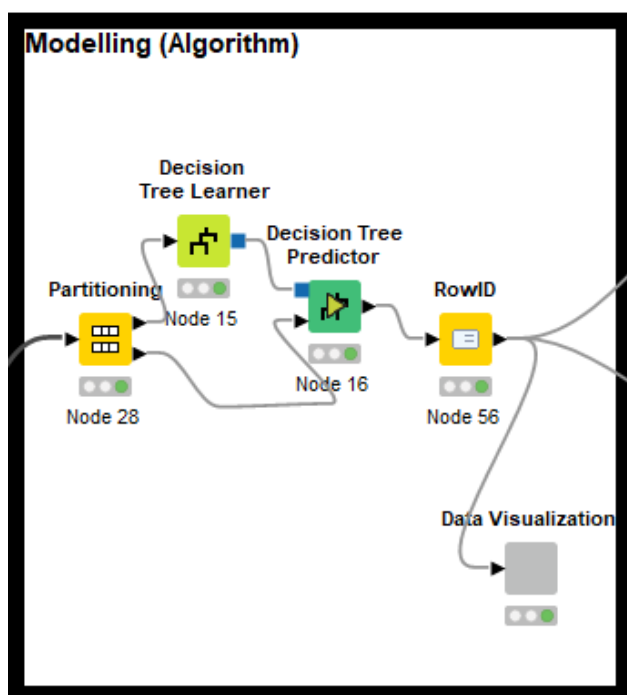 Modelling (Algorithm)
Decision
Tree Learner
Decision Tree
Predictor
Partitioning
RowID
Node 15
Node 16
Node 28
Node 56
Data Visualization